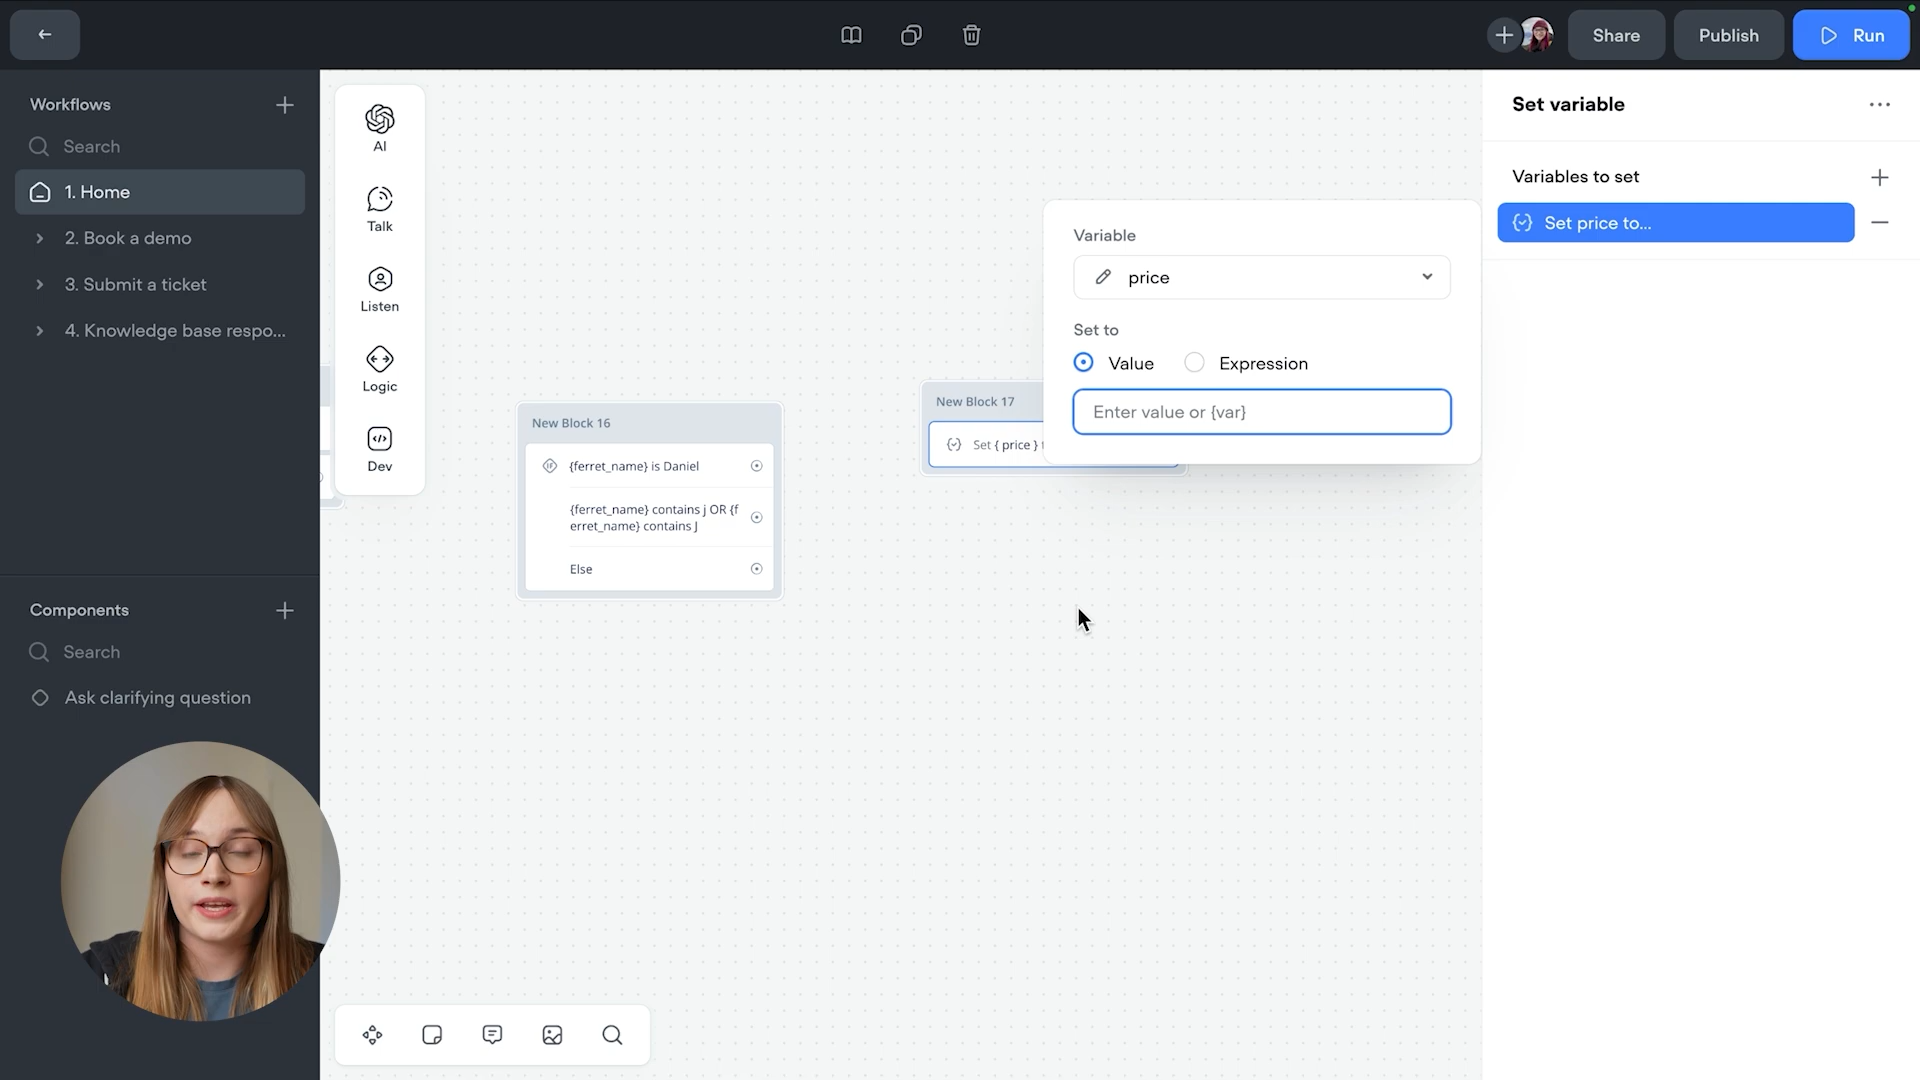 Share
Publish
Run
Workflows
Search
1. Home
2. Book a demo
3. Submit a ticket
4. Knowledge base respo...
Components
Search
Ask clarifying question
AI
Talk
Listen
Logic
Dev
New Block 16
{ferret_name} is Daniel
{ferret_name} contains j OR {f
erret_name} contains J
Else
New Block 17
Set { price }
Variable
price
Set to
Value
Expression
Enter value or {var}
Set variable
Variables to set
Set price to...